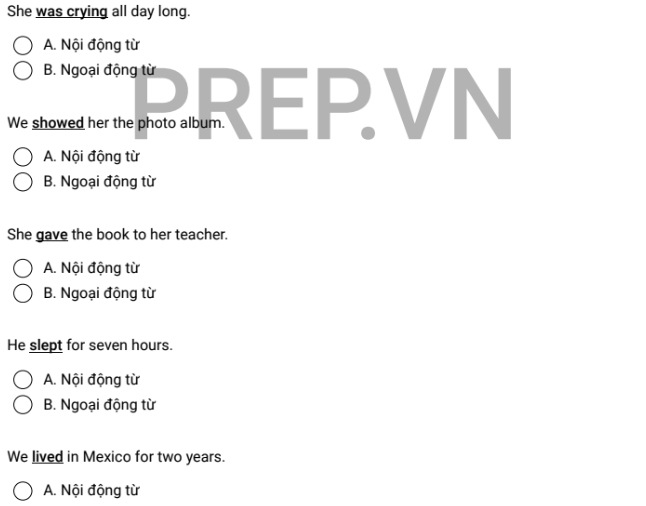 She was crying all day long.
A. Nội động từ
B. Ngoại động từ
PREP.VN
We showed her the photo album.
A. Nội động từ
B. Ngoại động từ
She gave the book to her teacher.
A. Nội động từ
B. Ngoại động từ
He slept for seven hours.
A. Nội động từ
B. Ngoại động từ
We lived in Mexico for two years.
A. Nội động từ